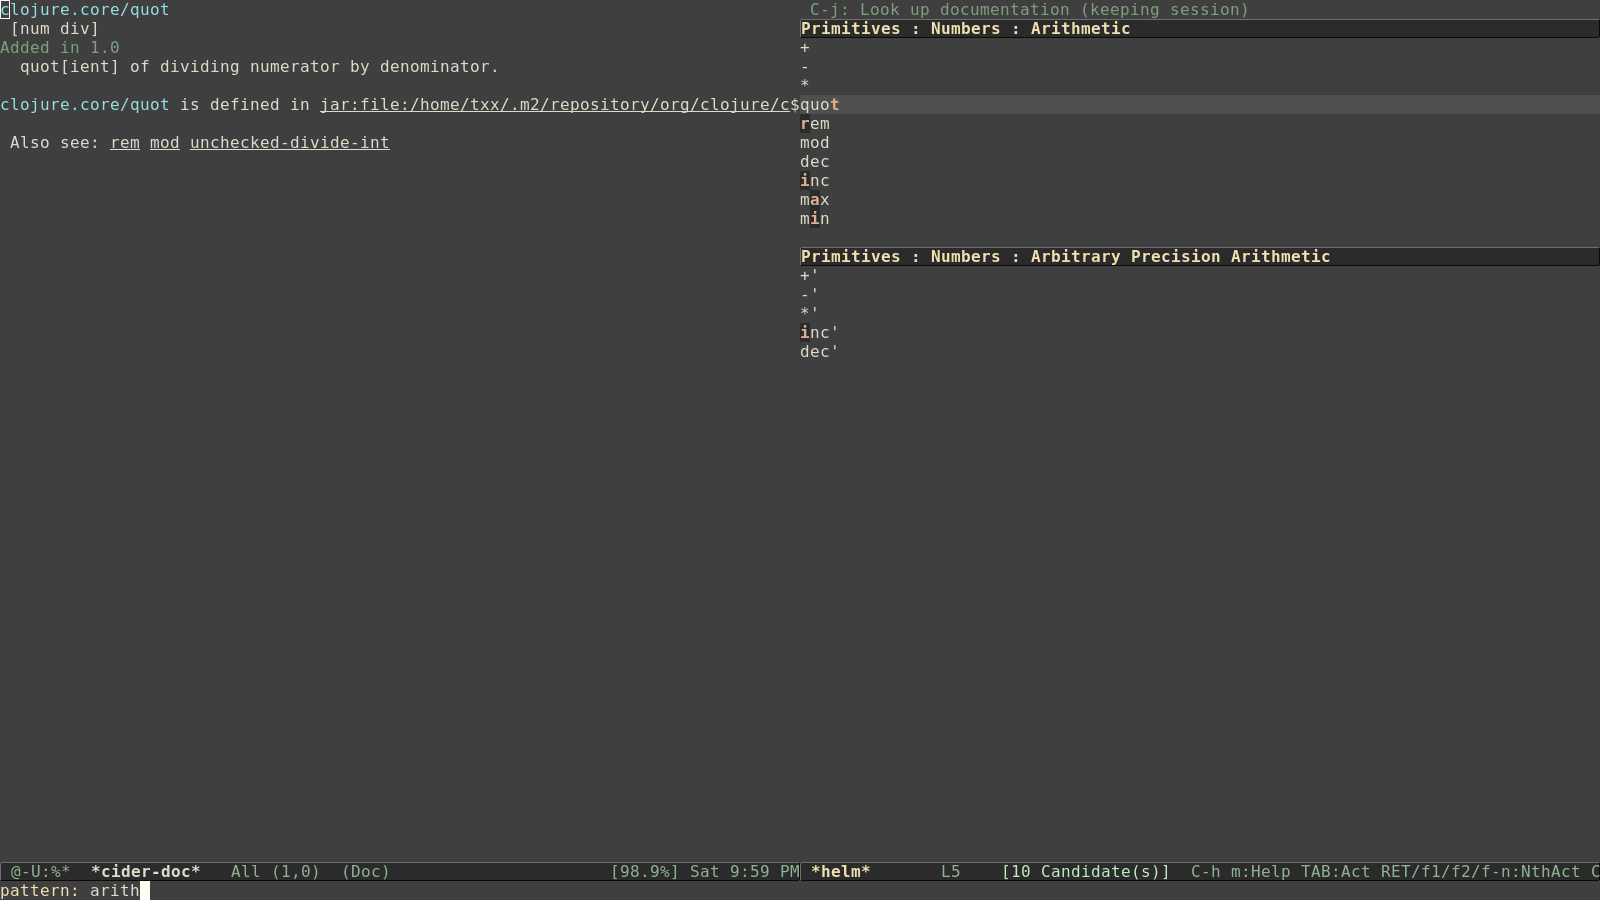 clojure.core/quot
[num div]
Added in 1.0
quot[ient] of dividing numerator by denominator.
clojure.core/quot is defined in jar:file:/home/txx/.m2/repository/org/clojure/c$
Also see: rem mod unchecked-divide-int
C-j: Look up documentation (keeping session)
Primitives : Numbers : Arithmetic
+
-
*
quot
rem
mod
dec
inc
max
min
Primitives : Numbers : Arbitrary Precision Arithmetic
+'
-'
*'
inc'
dec'
@-U:%*  *cider-doc*   All (1,0)  (Doc)   [98.9%] Sat 9:59 PM
*helm*   L5   [10 Candidate(s)]  C-h m:Help TAB:Act RET/f1/f2/f-n:NthAct C
pattern: arith